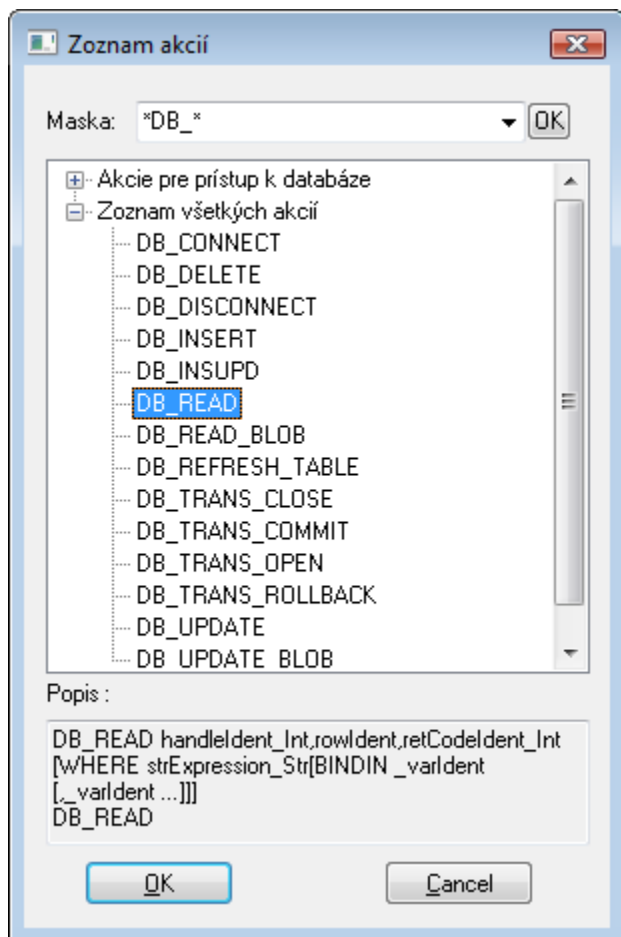 Zoznam akcií
Maska: *DB_* OK
Akcie pre prístup k databáze
Zoznam všetkých akcií
DB_CONNECT
DB_DELETE
DB_DISCONNECT
DB_INSERT
DB_INSUPD
DB_READ
DB_READ_BLOB
DB_REFRESH_TABLE
DB_TRANS_CLOSE
DB_TRANS_COMMIT
DB_TRANS_OPEN
DB_TRANS_ROLLBACK
DB_UPDATE
DB_UPDATE_BLOB
Popis :
DB_READ handleIdent_Int,rowIdent,retCodeIdent_Int
[WHERE strExpression_Str[BINDIN _varIdent
[,_varIdent ...]]]
DB_READ
OK Cancel